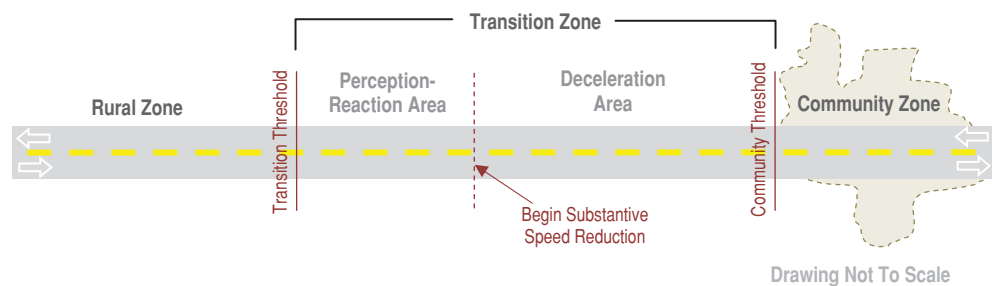 Transition Zone
Rural Zone
Transition Threshold
Perception-
Reaction Area
Deceleration
Area
Community Threshold
Community Zone
Begin Substantive
Speed Reduction
Drawing Not To Scale